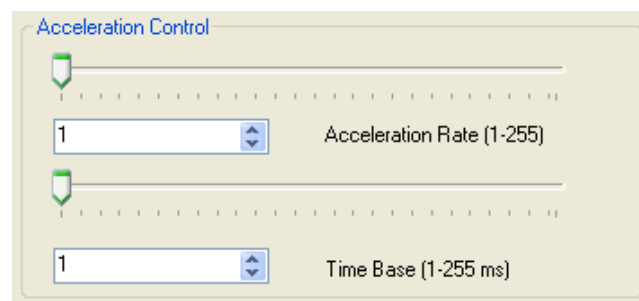 Acceleration Control
1
Acceleration Rate (1-255)
1
Time Base (1-255 ms)